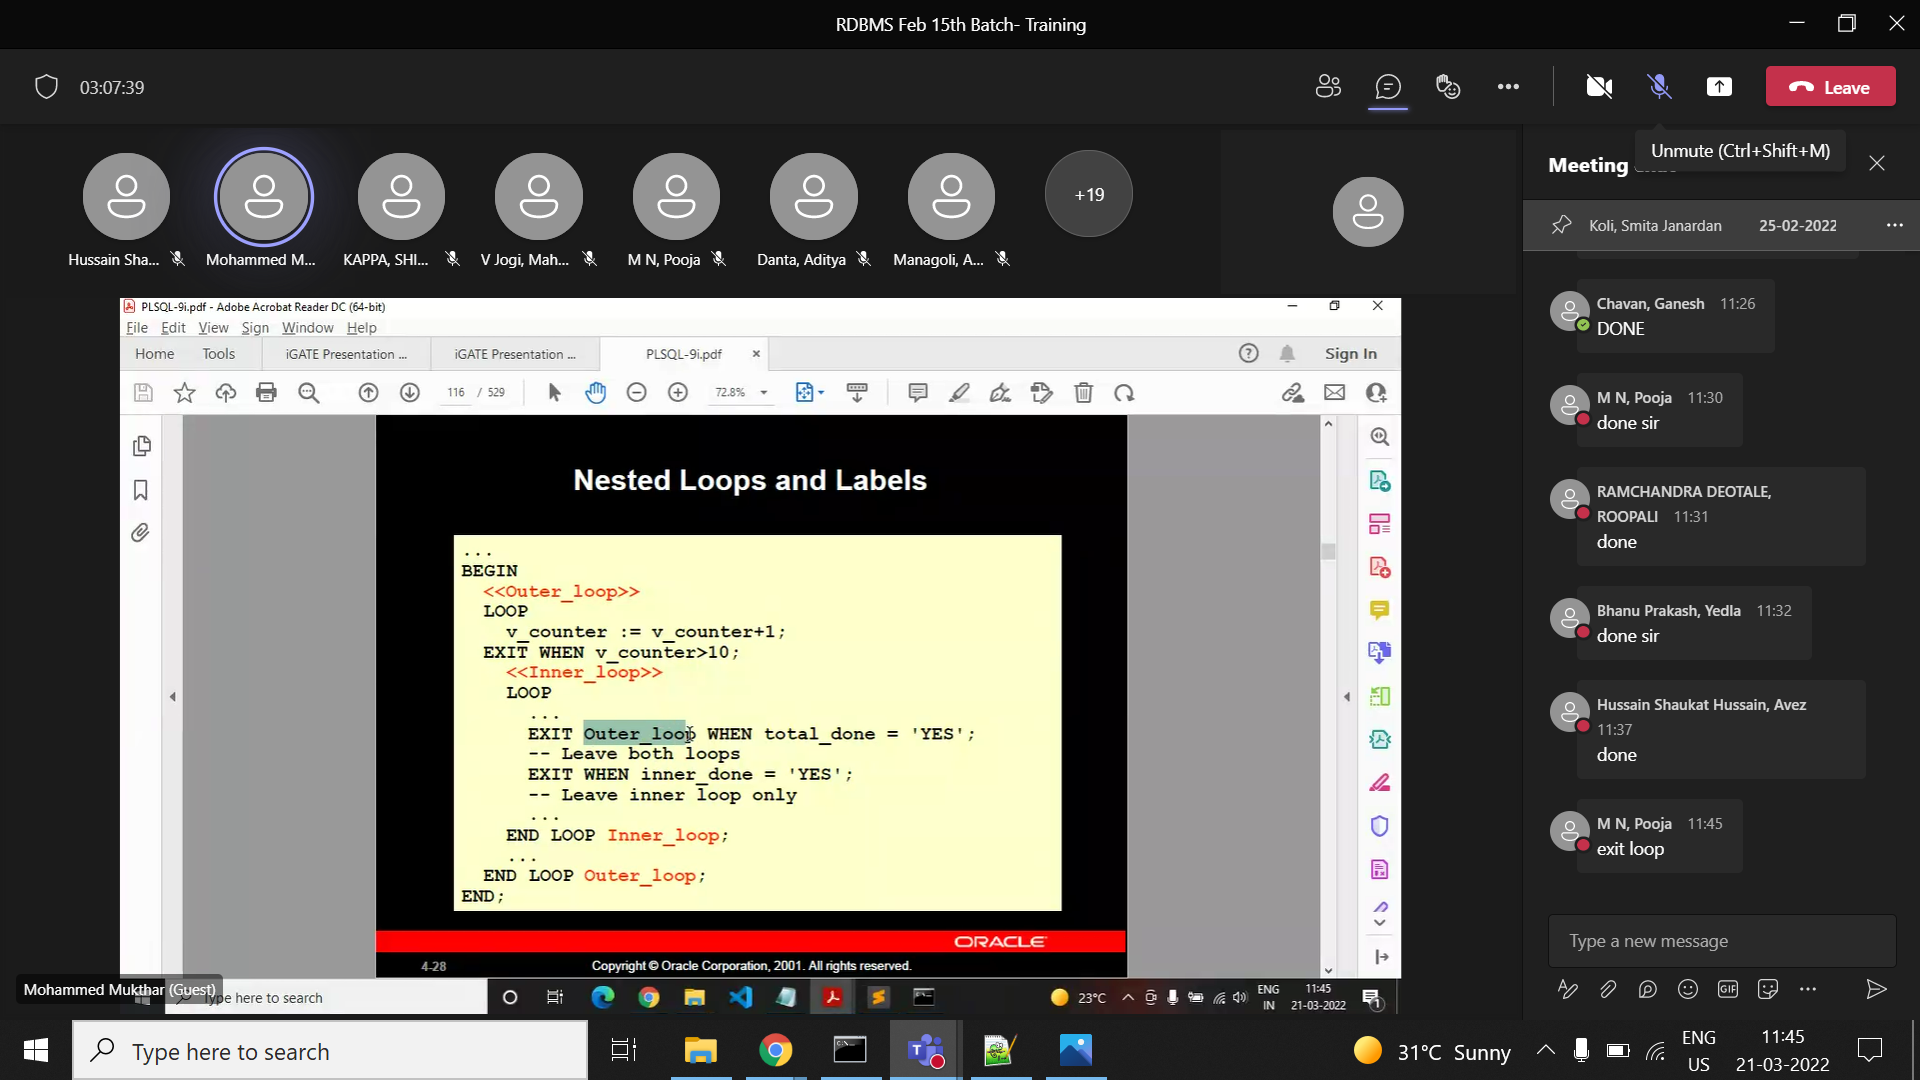 RDBMS Feb 15th Batch- Training
03:07:39
Leave
Unmute (Ctrl+Shift+M)
Meeting
Hussain Sha...
Mohammed M...
KAPPA, SHI...
V Jogi, Mah...
M N, Pooja
Danta, Aditya
Managoli, A...
+19
PLSQL-9i.pdf - Adobe Acrobat Reader DC (64-bit)
File Edit View Sign Window Help
Home Tools iGATE Presentation ... iGATE Presentation ... PLSQL-9i.pdf × Sign In
116 / 529 72.8%
Nested Loops and Labels
...
BEGIN
<<Outer_loop>>
LOOP
v_counter := v_counter+1;
EXIT WHEN v_counter>10;
<<Inner_loop>>
LOOP
...
EXIT Outer_loop WHEN total_done = 'YES';
-- Leave both loops
EXIT WHEN inner_done = 'YES';
-- Leave inner loop only
...
END LOOP Inner_loop;
...
END LOOP Outer_loop;
END;
ORACLE
4-28 Copyright © Oracle Corporation, 2001. All rights reserved.
Mohammed Mukthar (Guest)
Type here to search
23°C
ENG
IN
11:45
21-03-2022
1
Koli, Smita Janardan 25-02-2022
Chavan, Ganesh 11:26
DONE
M N, Pooja 11:30
done sir
RAMCHANDRA DEOTALE,
ROOPALI 11:31
done
Bhanu Prakash, Yedla 11:32
done sir
Hussain Shaukat Hussain, Avez
11:37
done
M N, Pooja 11:45
exit loop
Type a new message
GIF
Type here to search
31°C Sunny
ENG
US
11:45
21-03-2022